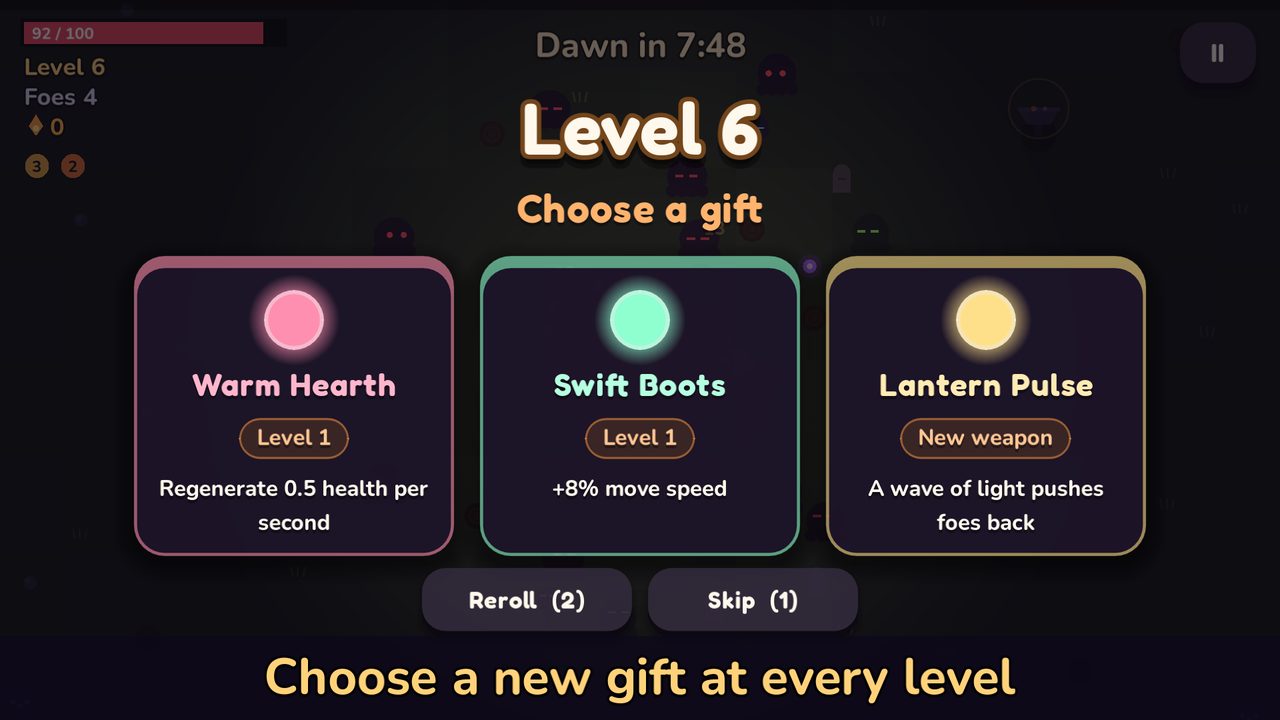 92 / 100
Dawn in 7:48
Level 6
Foes 4
0
3 2
Level 6
Choose a gift
Warm Hearth
Level 1
Regenerate 0.5 health per
second
Swift Boots
Level 1
+8% move speed
Lantern Pulse
New weapon
A wave of light pushes
foes back
Reroll (2)
Skip (1)
Choose a new gift at every level